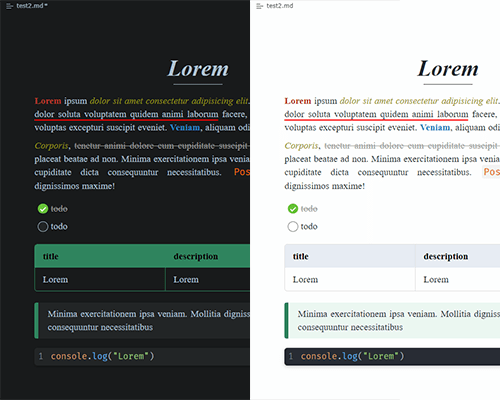 test2.md*
Lorem
Lorem ipsum dolor sit amet consectetur adipisicing elit.
dolor soluta voluptatem quidem animi laborum facere,
voluptas excepturi suscipit eveniet. Veniam, aliquam odi
Corporis, tenetur animi dolore cum cupiditate suscipit
placeat beatae ad non. Minima exercitationem ipsa venia
cupiditate dicta consequuntur necessitatibus. Pos
dignissimos maxime!
todo
todo
title description
Lorem Lorem
Minima exercitationem ipsa veniam. Mollitia digniss
consequuntur necessitatibus
1 console.log("Lorem")
test2.md
Lorem
Lorem ipsum dolor sit amet consectetur adipisicing elit.
dolor soluta voluptatem quidem animi laborum facere,
voluptas excepturi suscipit eveniet. Veniam, aliquam odi
Corporis, tenetur animi dolore cum cupiditate suscipit
placeat beatae ad non. Minima exercitationem ipsa venia
cupiditate dicta consequuntur necessitatibus. Pos
dignissimos maxime!
todo
todo
title description
Lorem Lorem
Minima exercitationem ipsa veniam. Mollitia digniss
consequuntur necessitatibus
1 console.log("Lorem")